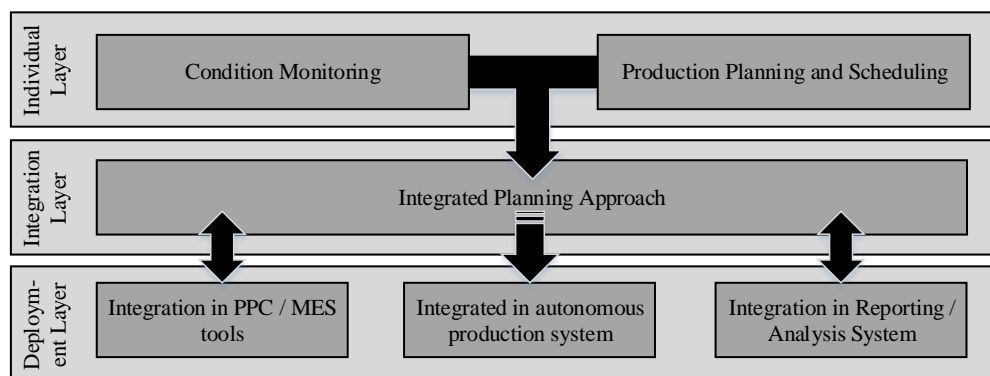 Individual
Layer
Condition Monitoring
Production Planning and Scheduling
Integration
Layer
Integrated Planning Approach
Deploym-
ent Layer
Integration in PPC / MES
tools
Integrated in autonomous
production system
Integration in Reporting /
Analysis System